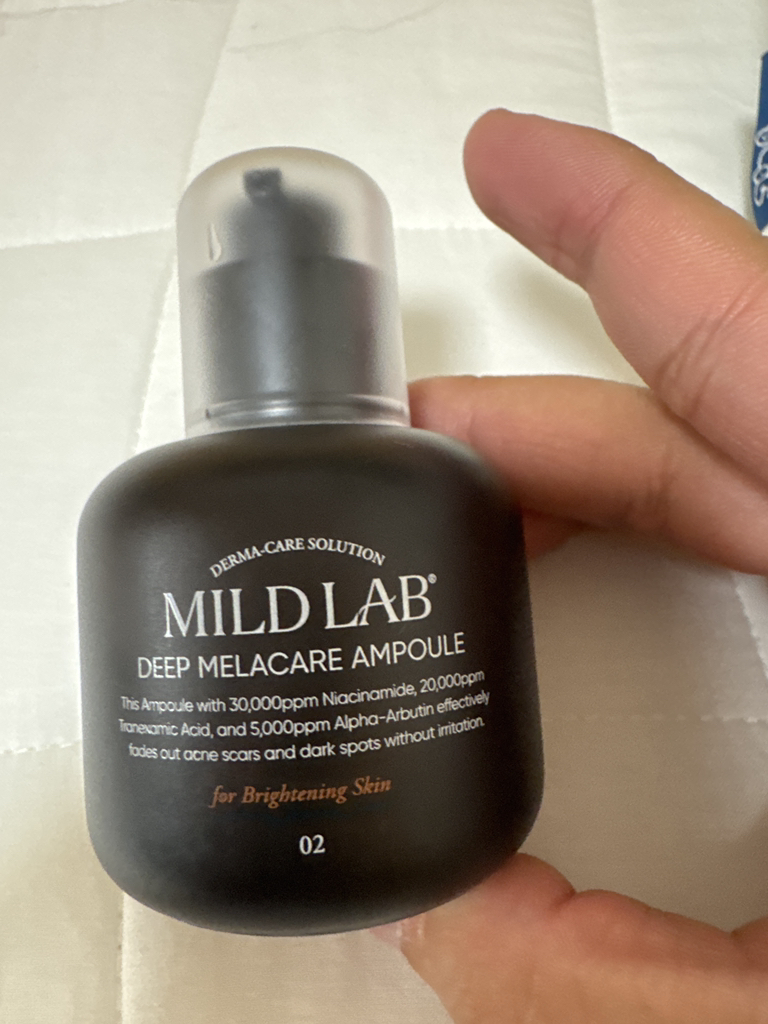 DERMA-CARE SOLUTION
MILD LAB®
DEEP MELACARE AMPOULE
This Ampoule with 30,000ppm Niacinamide, 20,000ppm
Tranexamic Acid, and 5,000ppm Alpha-Arbutin effectively
fades out acne scars and dark spots without irritation.
for Brightening Skin
02